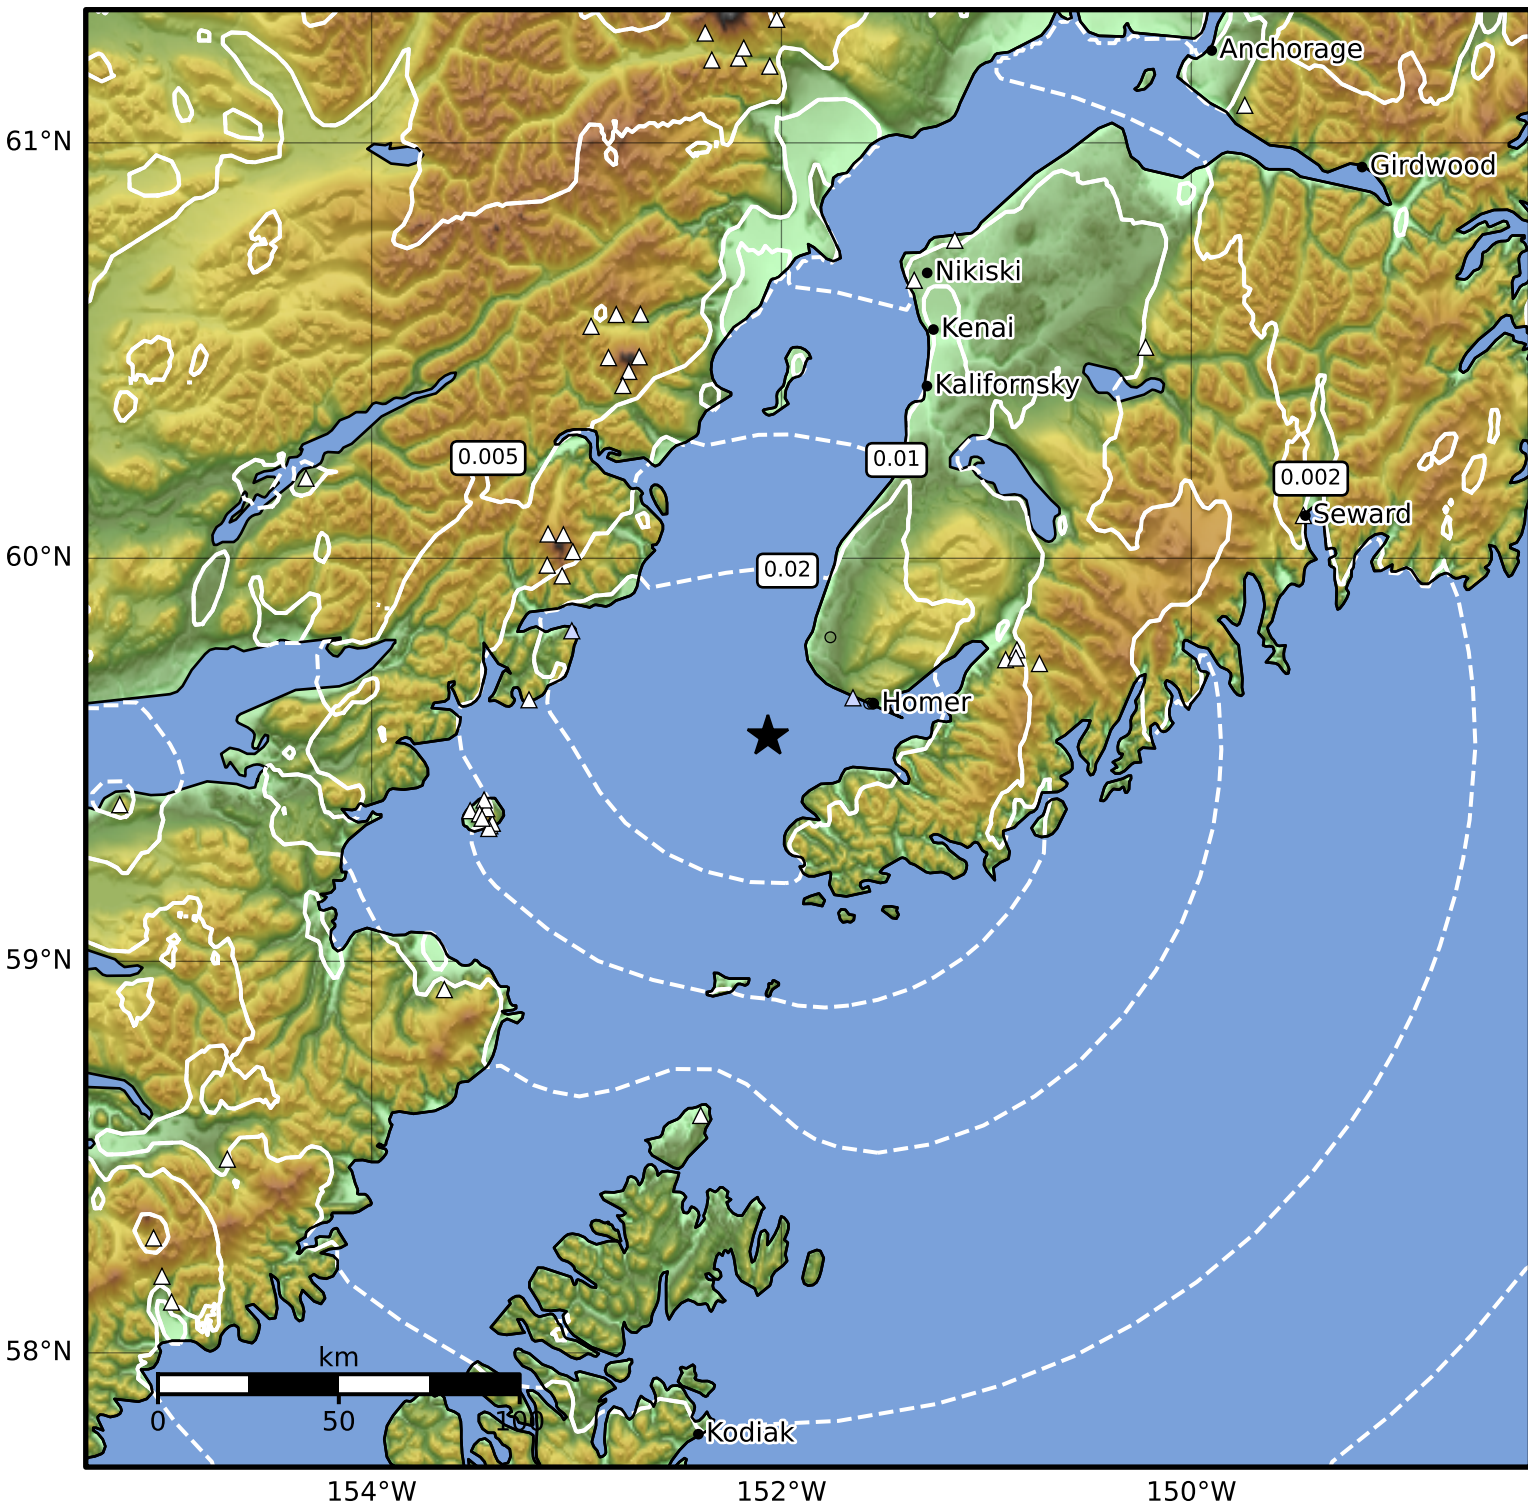 Anchorage
61°N
Girdwood
Nikiski
Kenai
Kalifornsky
0.005
0.01
0.002
Seward
60°N
0.02
Homer
59°N
58°N
km
0
50
100
Kodiak
154°W
152°W
150°W